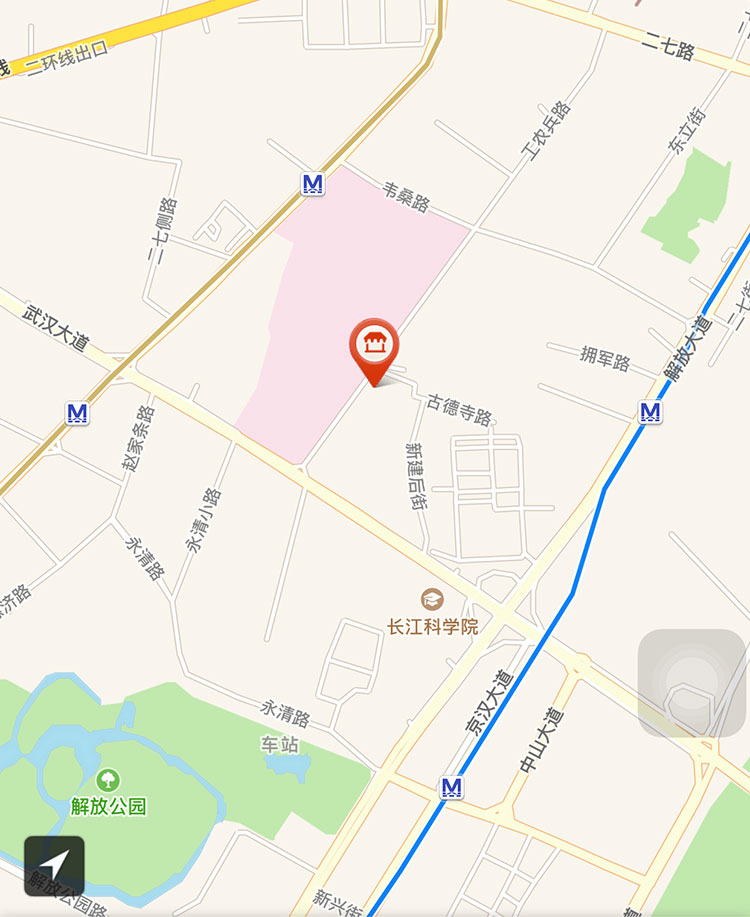 二环线出口
线
二七路
工农兵路
东立街
韦桑路
M
二七侧路
武汉大道
二七街
解放大道
拥军路
M
M
古德寺路
赵家条路
新建后街
永清小路
永清路
长江科学院
京汉大道
永清路
中山大道
车站
M
解放公园
解放公园路
新兴街